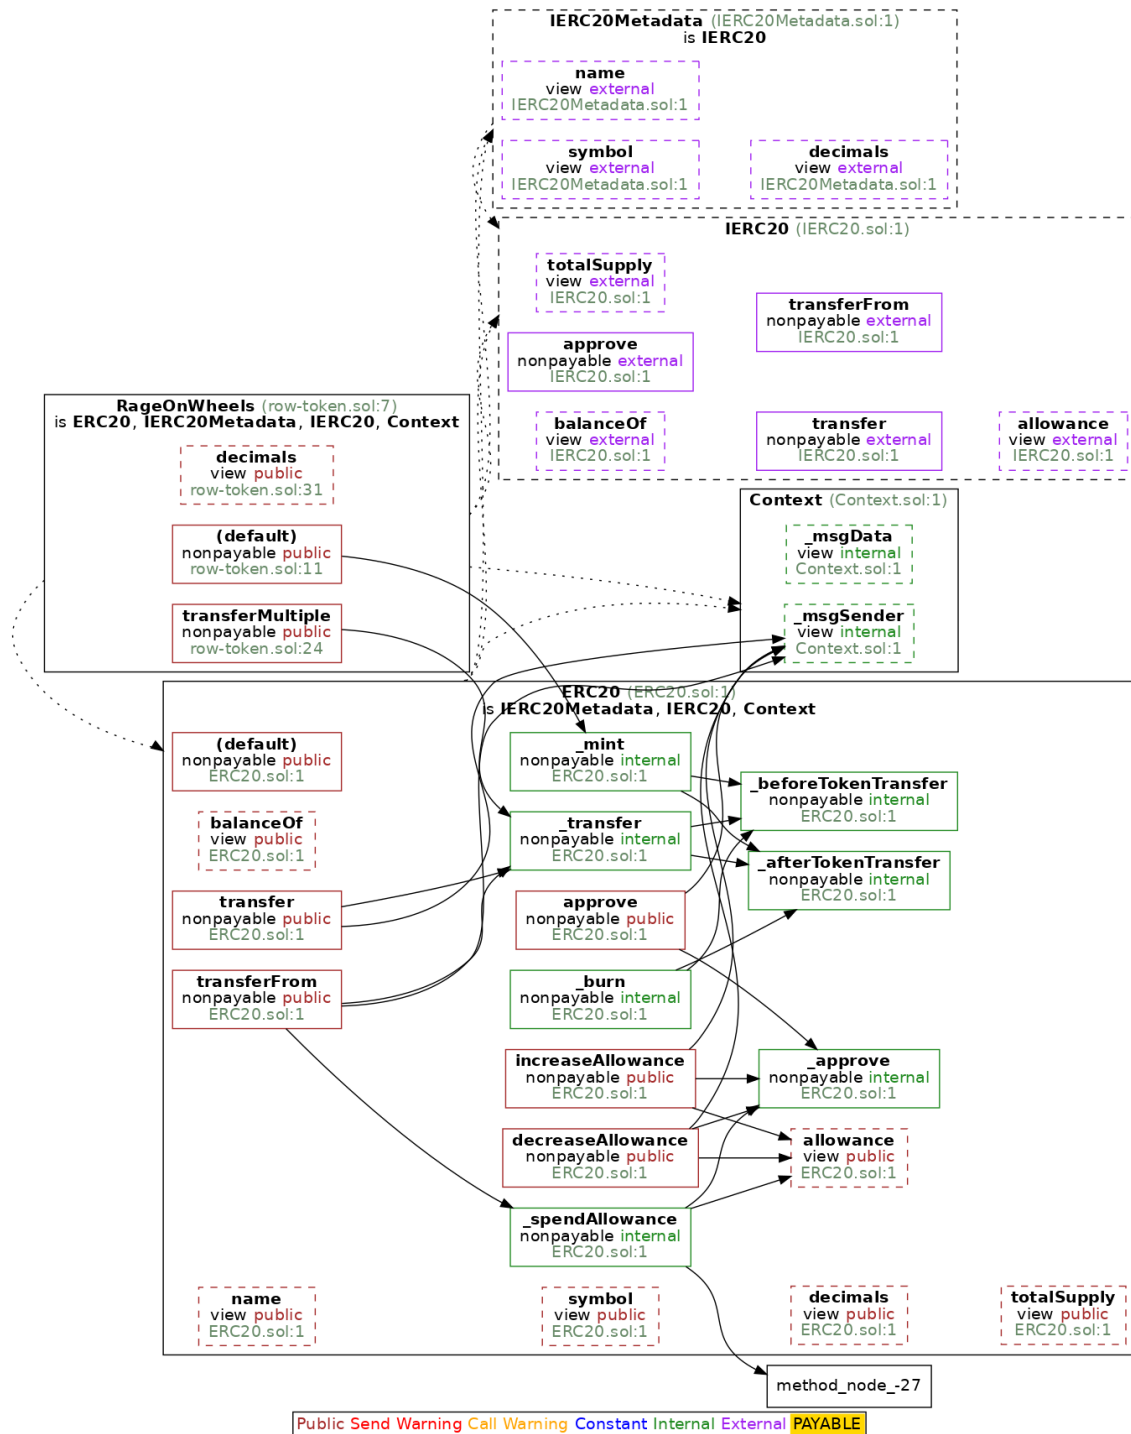 IERC20Metadata (IERC20Metadata.sol:1)
is IERC20
name
view external
IERC20Metadata.sol:1
symbol
view external
IERC20Metadata.sol:1
decimals
view external
IERC20Metadata.sol:1
IERC20 (IERC20.sol:1)
totalSupply
view external
IERC20.sol:1
transferFrom
nonpayable external
IERC20.sol:1
approve
nonpayable external
IERC20.sol:1
balanceOf
view external
IERC20.sol:1
transfer
nonpayable external
IERC20.sol:1
allowance
view external
IERC20.sol:1
RageOnWheels (row-token.sol:7)
is ERC20, IERC20Metadata, IERC20, Context
decimals
view public
row-token.sol:31
(default)
nonpayable public
row-token.sol:11
transferMultiple
nonpayable public
row-token.sol:24
Context (Context.sol:1)
_msgData
view internal
Context.sol:1
_msgSender
view internal
Context.sol:1
ERC20 (ERC20.sol:1)
is IERC20Metadata, IERC20, Context
(default)
nonpayable public
ERC20.sol:1
_mint
nonpayable internal
ERC20.sol:1
_beforeTokenTransfer
nonpayable internal
ERC20.sol:1
balanceOf
view public
ERC20.sol:1
_transfer
nonpayable internal
ERC20.sol:1
_afterTokenTransfer
nonpayable internal
ERC20.sol:1
transfer
nonpayable public
ERC20.sol:1
approve
nonpayable public
ERC20.sol:1
transferFrom
nonpayable public
ERC20.sol:1
_burn
nonpayable internal
ERC20.sol:1
increaseAllowance
nonpayable public
ERC20.sol:1
_approve
nonpayable internal
ERC20.sol:1
decreaseAllowance
nonpayable public
ERC20.sol:1
allowance
view public
ERC20.sol:1
_spendAllowance
nonpayable internal
ERC20.sol:1
name
view public
ERC20.sol:1
symbol
view public
ERC20.sol:1
decimals
view public
ERC20.sol:1
totalSupply
view public
ERC20.sol:1
method_node_-27
Public Send Warning Call Warning Constant Internal External PAYABLE